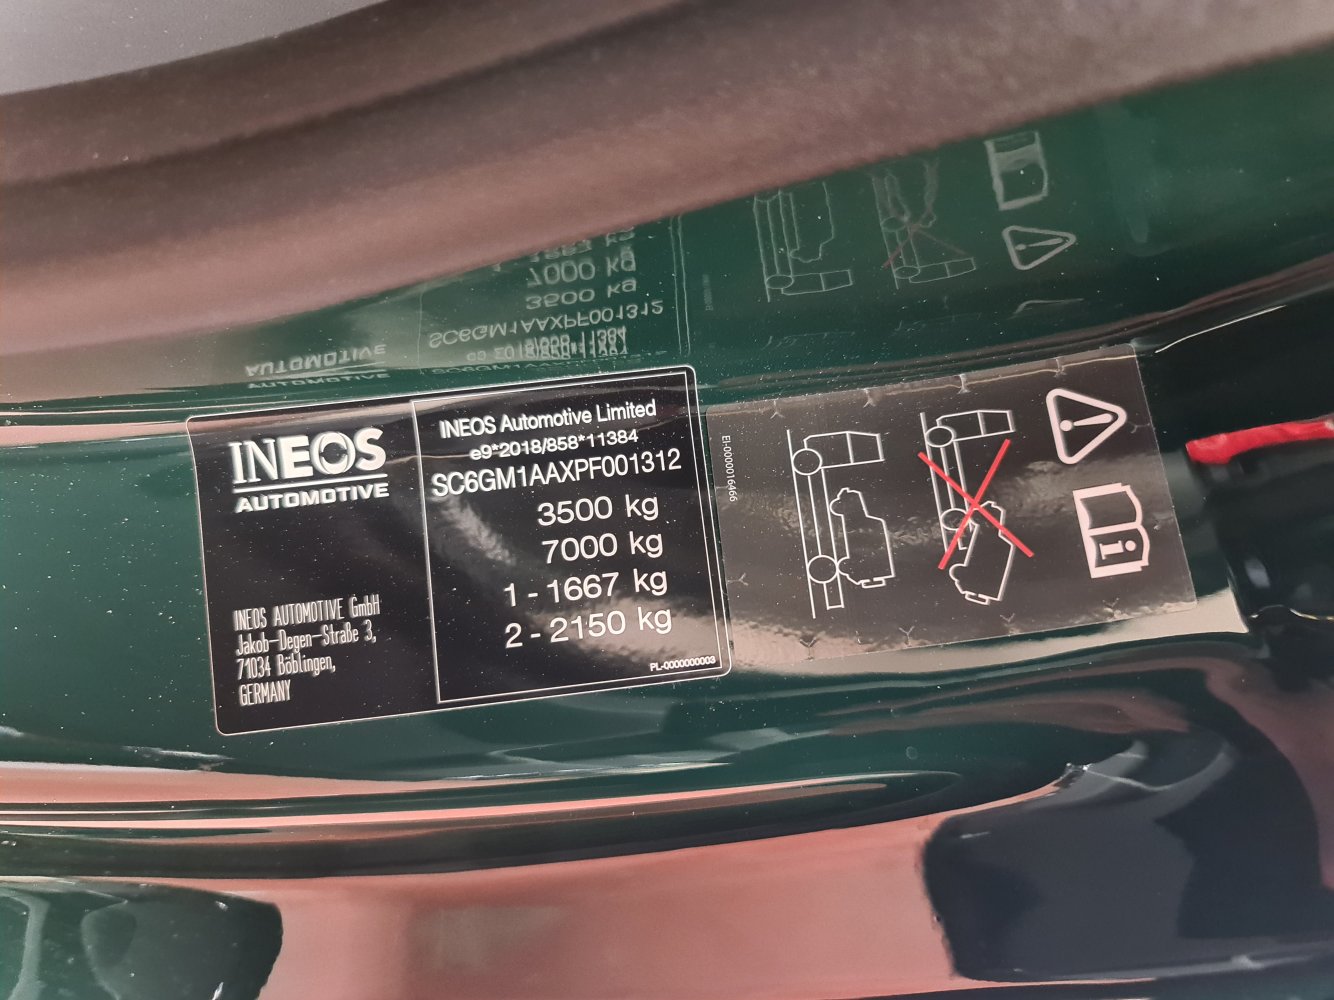 INEOS
AUTOMOTIVE
INEOS AUTOMOTIVE GmbH
Jakob-Degen-Straße 3,
71034 Böblingen,
GERMANY
INEOS Automotive Limited
e9*2018/858*11384
SC6GM1AAXPF001312
3500 kg
7000 kg
1 - 1667 kg
2 - 2150 kg
PL-0000000003
EI-0000016466